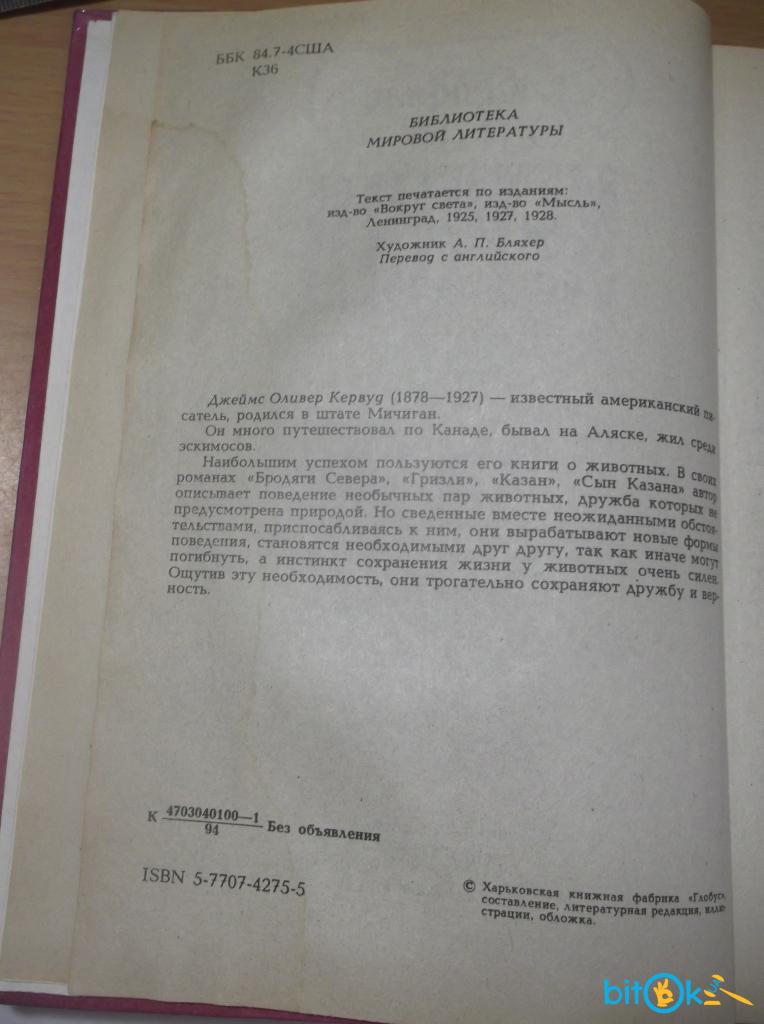 ББК 84.7-4США
К36
БИБЛИОТЕКА
МИРОВОЙ ЛИТЕРАТУРЫ
Текст печатается по изданиям:
изд-во «Вокруг света», изд-во «Мысль»,
Ленинград, 1925, 1927, 1928.
Художник А. П. Бляхер
Перевод с английского
Джеймс Оливер Кервуд (1878—1927) — известный американский пи-
сатель, родился в штате Мичиган.
Он много путешествовал по Канаде, бывал на Аляске, жил среди
эскимосов.
Наибольшим успехом пользуются его книги о животных. В своих
романах «Бродяги Севера», «Гризли», «Казан», «Сын Казана» автор
описывает поведение необычных пар животных, дружба которых не
предусмотрена природой. Но сведенные вместе неожиданными обстоя-
тельствами, приспосабливаясь к ним, они вырабатывают новые формы
поведения, становятся необходимыми друг другу, так как иначе могут
погибнуть, а инстинкт сохранения жизни у животных очень силен.
Ощутив эту необходимость, они трогательно сохраняют дружбу и вер-
ность.
К 4703040100—1
94
Без объявления
ISBN 5-7707-4275-5
© Харьковская книжная фабрика «Глобус»,
составление, литературная редакция, иллю-
страции, обложка.
bitOk